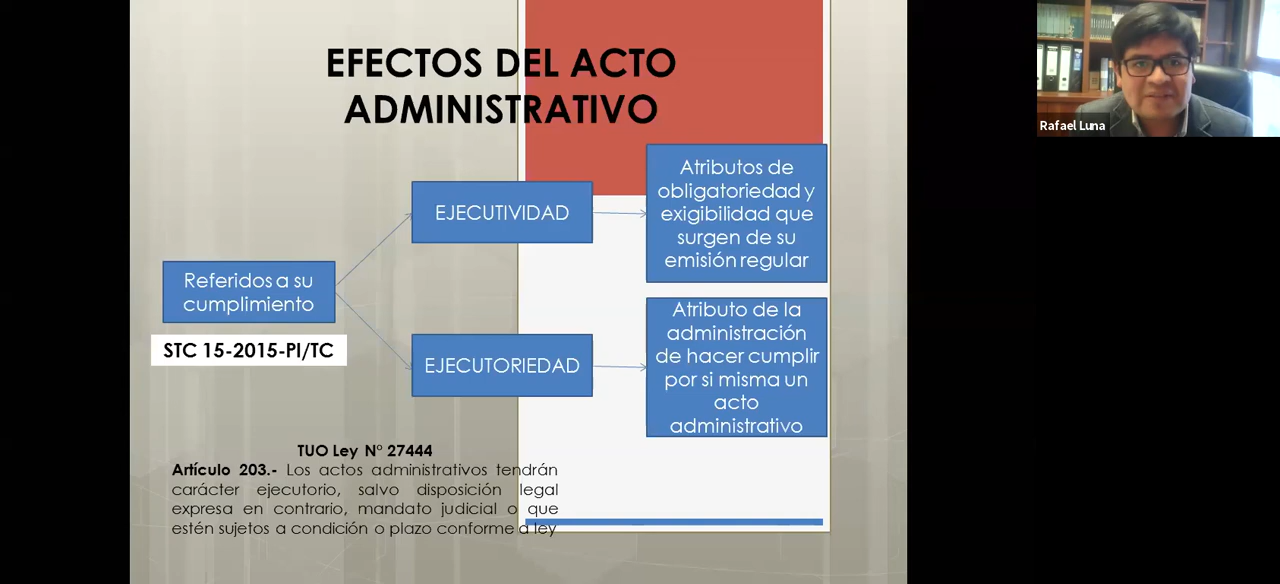 EFECTOS DEL ACTO
ADMINISTRATIVO
Referidos a su
cumplimiento
STC 15-2015-PI/TC
EJECUTIVIDAD
Atributos de
obligatoriedad y
exigibilidad que
surgen de su
emisión regular
EJECUTORIEDAD
Atributo de la
administración
de hacer cumplir
por si misma un
acto
administrativo
TUO Ley N° 27444
Artículo 203.- Los actos administrativos tendrán
carácter ejecutorio, salvo disposición legal
expresa en contrario, mandato judicial o que
estén sujetos a condición o plazo conforme a ley
Rafael Luna